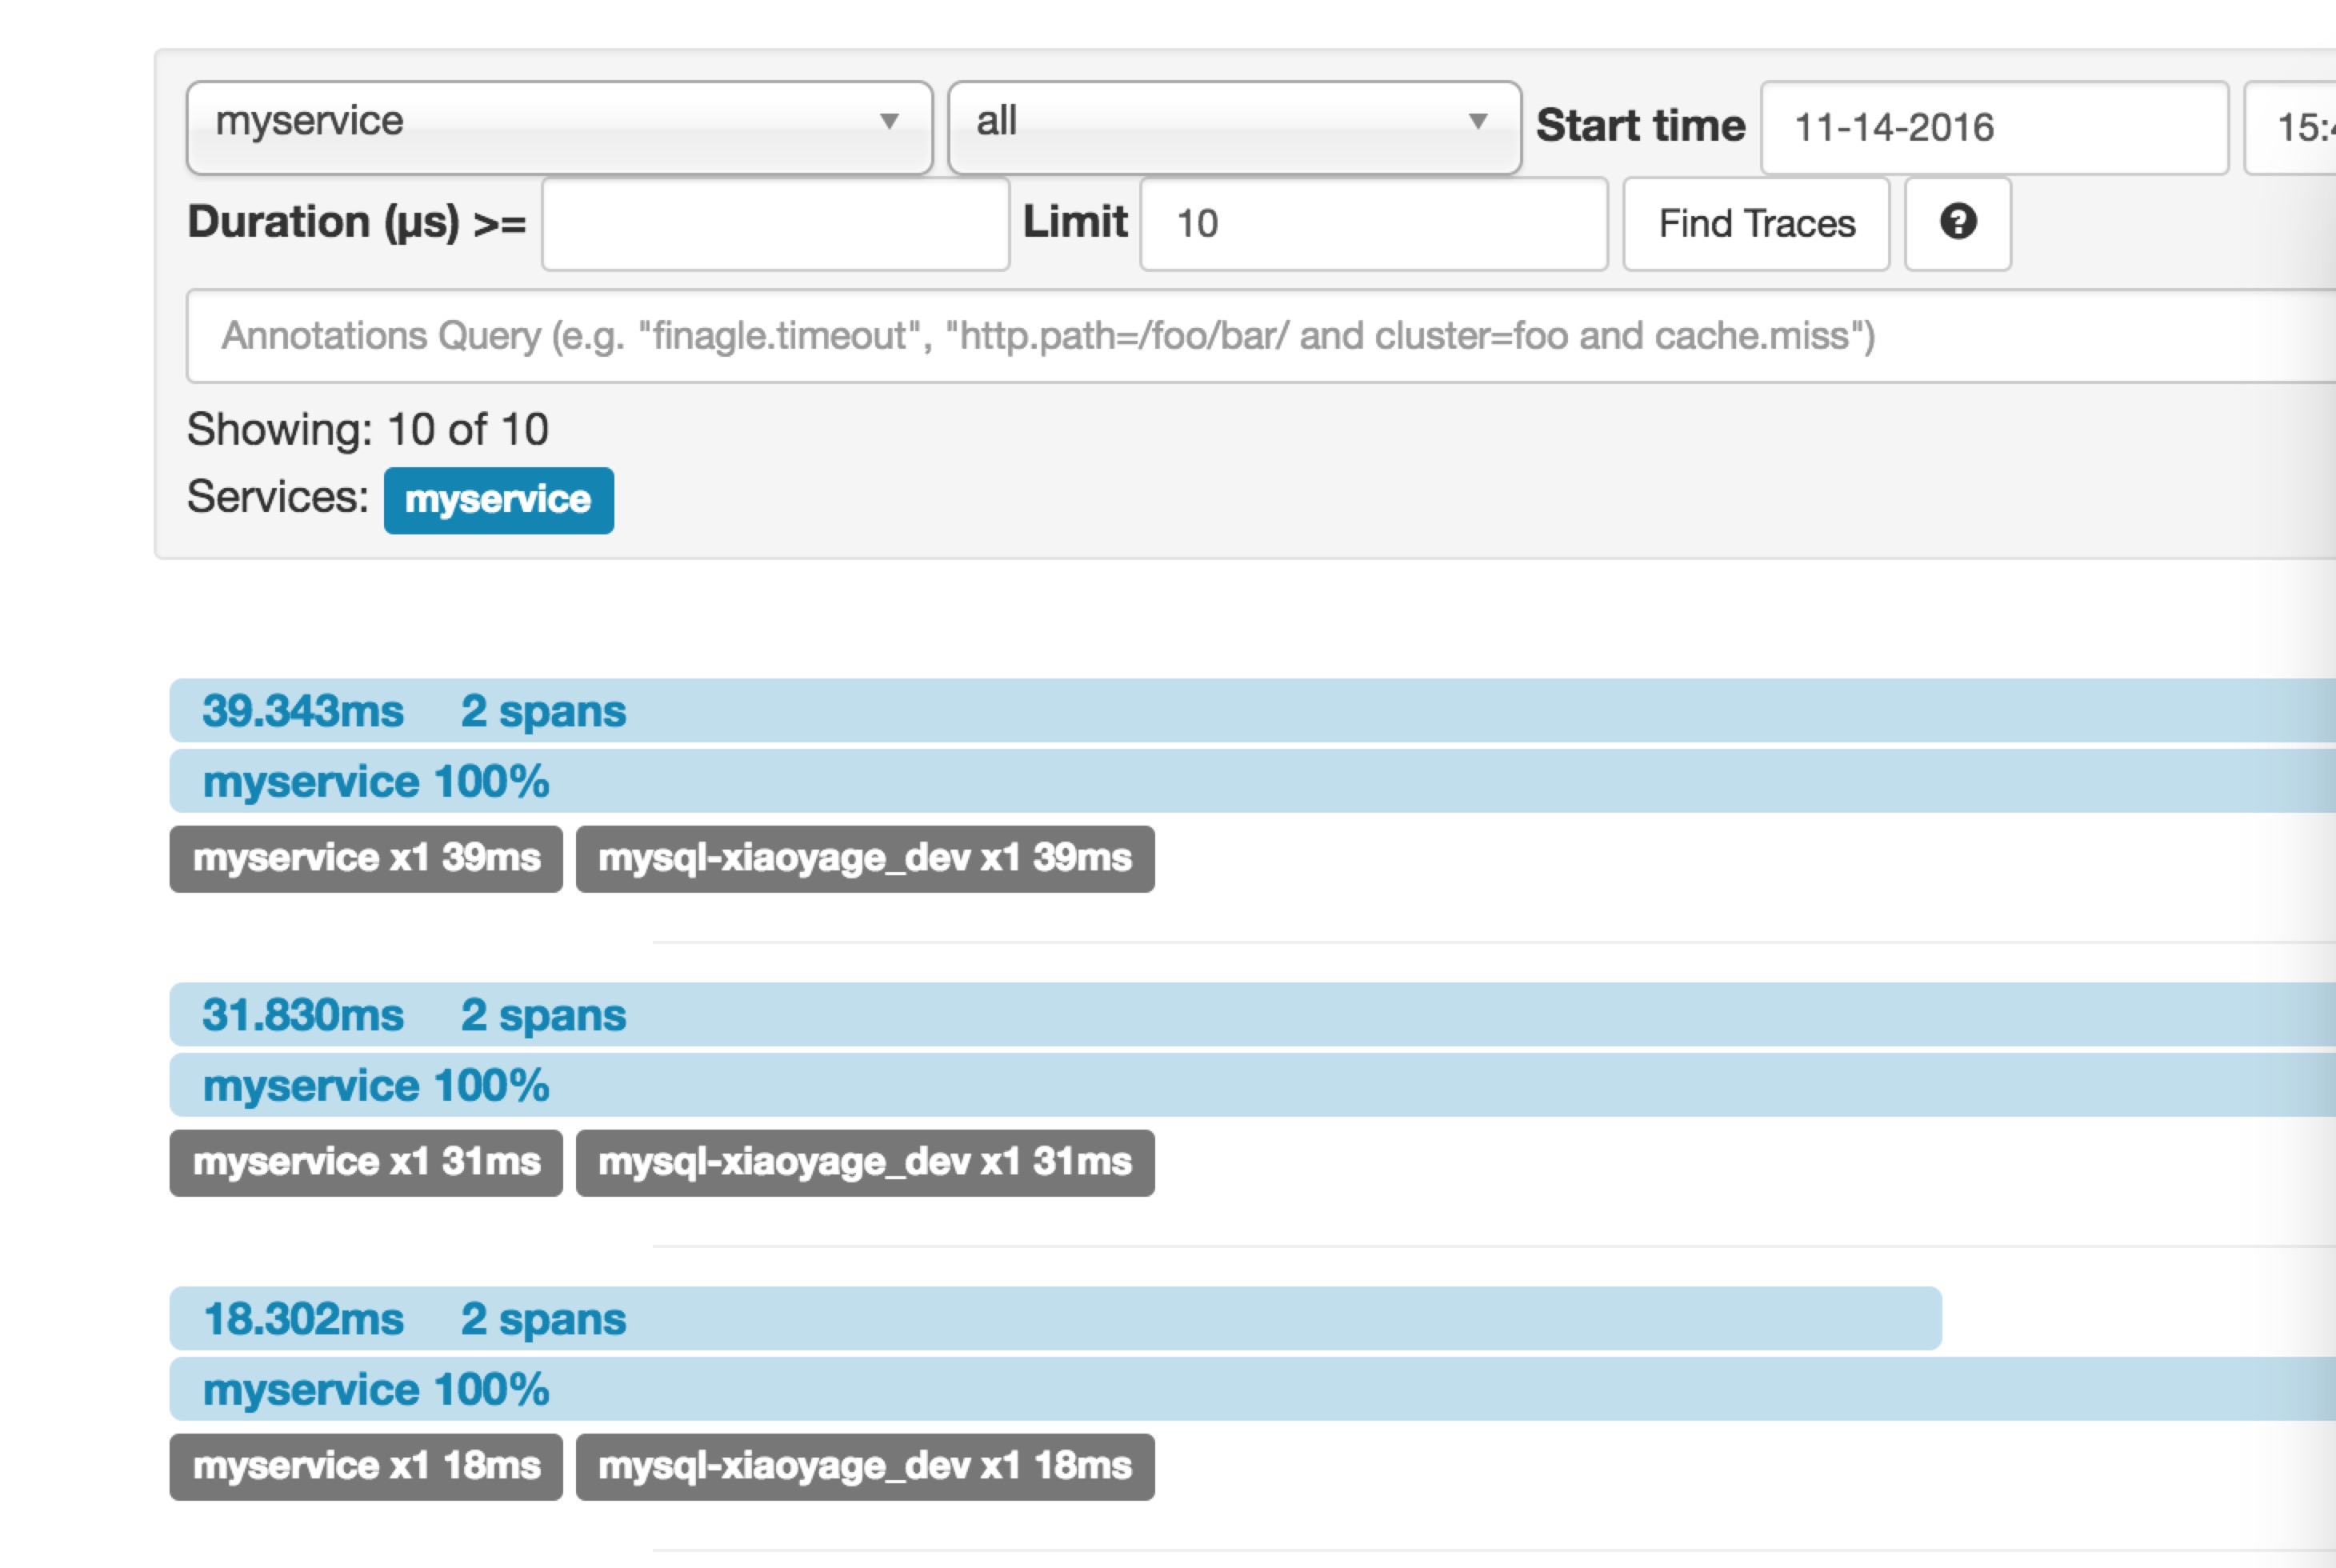 myservice all Start time 11-14-2016
Duration (µs) >= Limit 10 Find Traces ?
Annotations Query (e.g. "finagle.timeout", "http.path=/foo/bar/ and cluster=foo and cache.miss")
Showing: 10 of 10
Services: myservice
39.343ms 2 spans
myservice 100%
myservice x1 39ms mysql-xiaoyage_dev x1 39ms
31.830ms 2 spans
myservice 100%
myservice x1 31ms mysql-xiaoyage_dev x1 31ms
18.302ms 2 spans
myservice 100%
myservice x1 18ms mysql-xiaoyage_dev x1 18ms